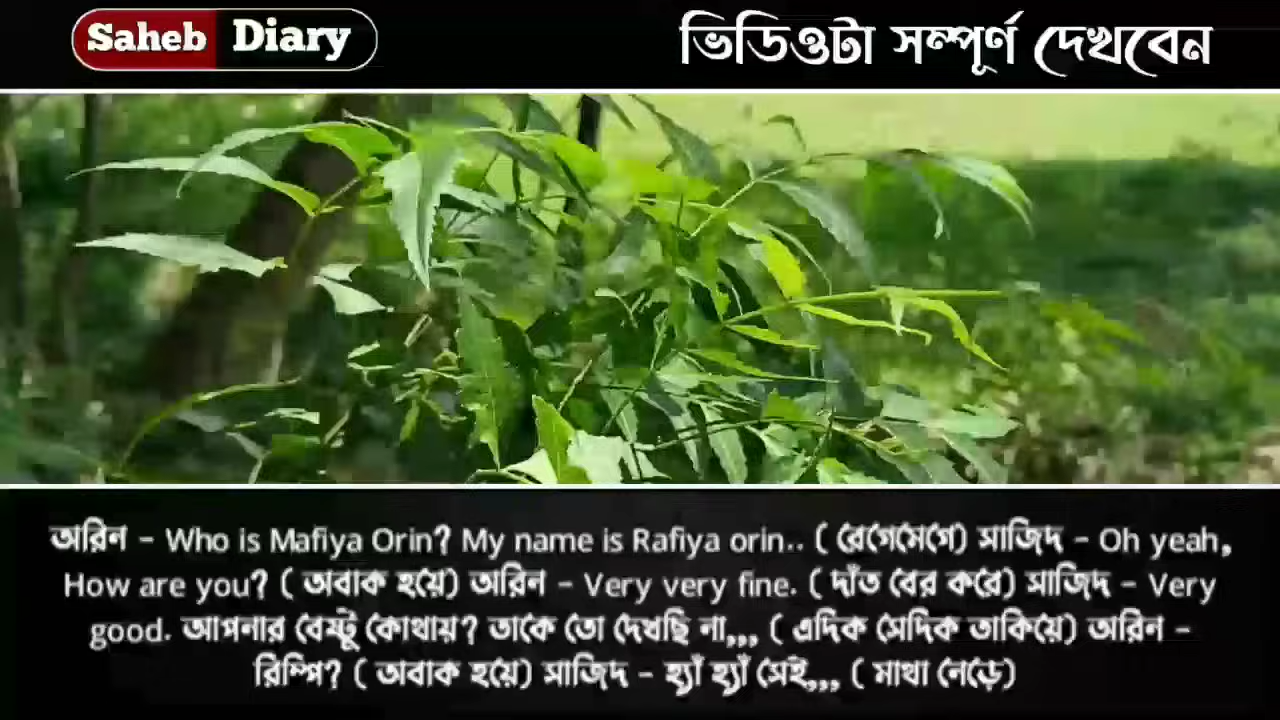 Saheb Diary
ভিডিওটা সম্পূর্ণ দেখবেন
অরিন – Who is Mafiya Orin? My name is Rafiya orin.. ( রেগেমেগে) সাজিদ – Oh yeah,
How are you? ( অবাক হয়ে) অরিন – Very very fine. ( দাঁত বের করে) সাজিদ – Very
good. আপনার বেষ্টু কোথায়? তাকে তো দেখছি না,,, ( এদিক সেদিক তাকিয়ে) অরিন –
রিম্পি? ( অবাক হয়ে) সাজিদ – হ্যাঁ হ্যাঁ সেই,,, ( মাথা নেড়ে)